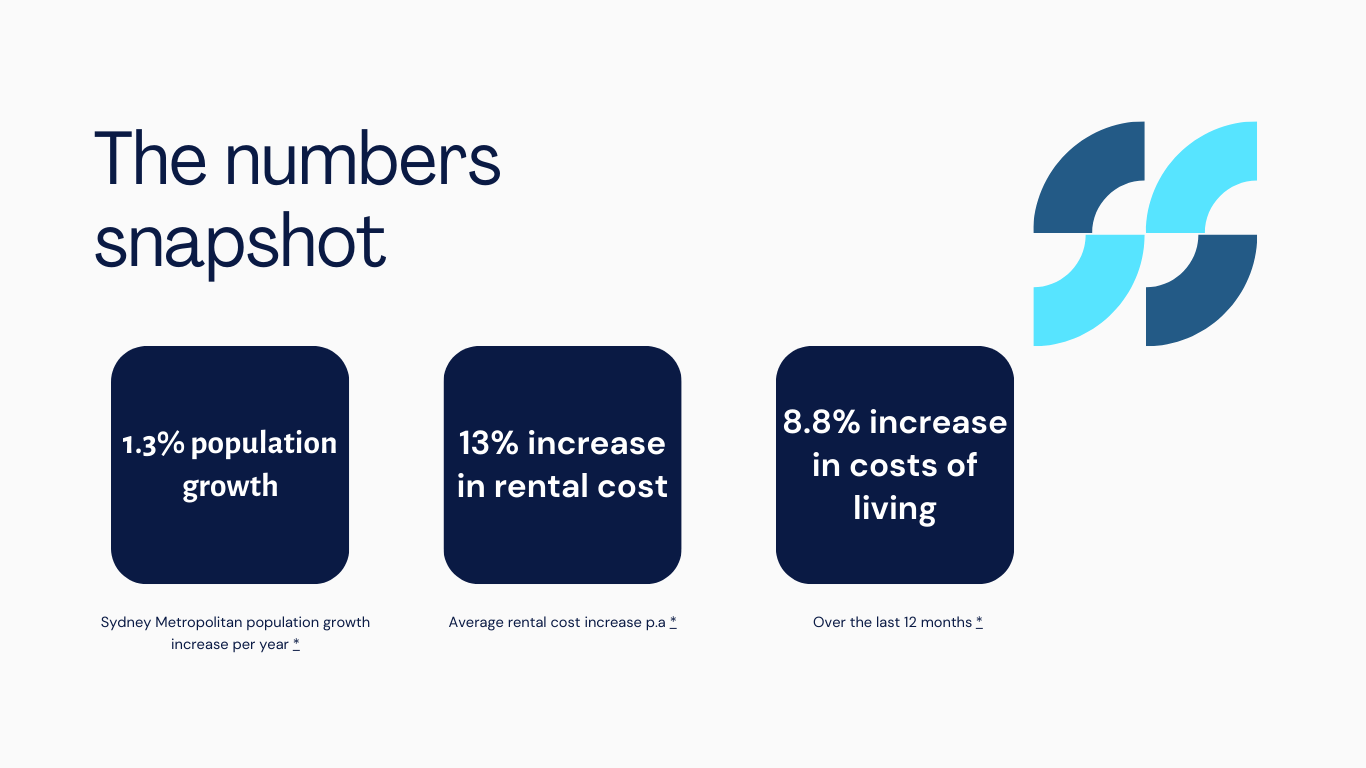 The numbers
snapshot
1.3% population
growth
13% increase
in rental cost
8.8% increase
in costs of
living
Sydney Metropolitan population growth
increase per year *
Average rental cost increase p.a *
Over the last 12 months *